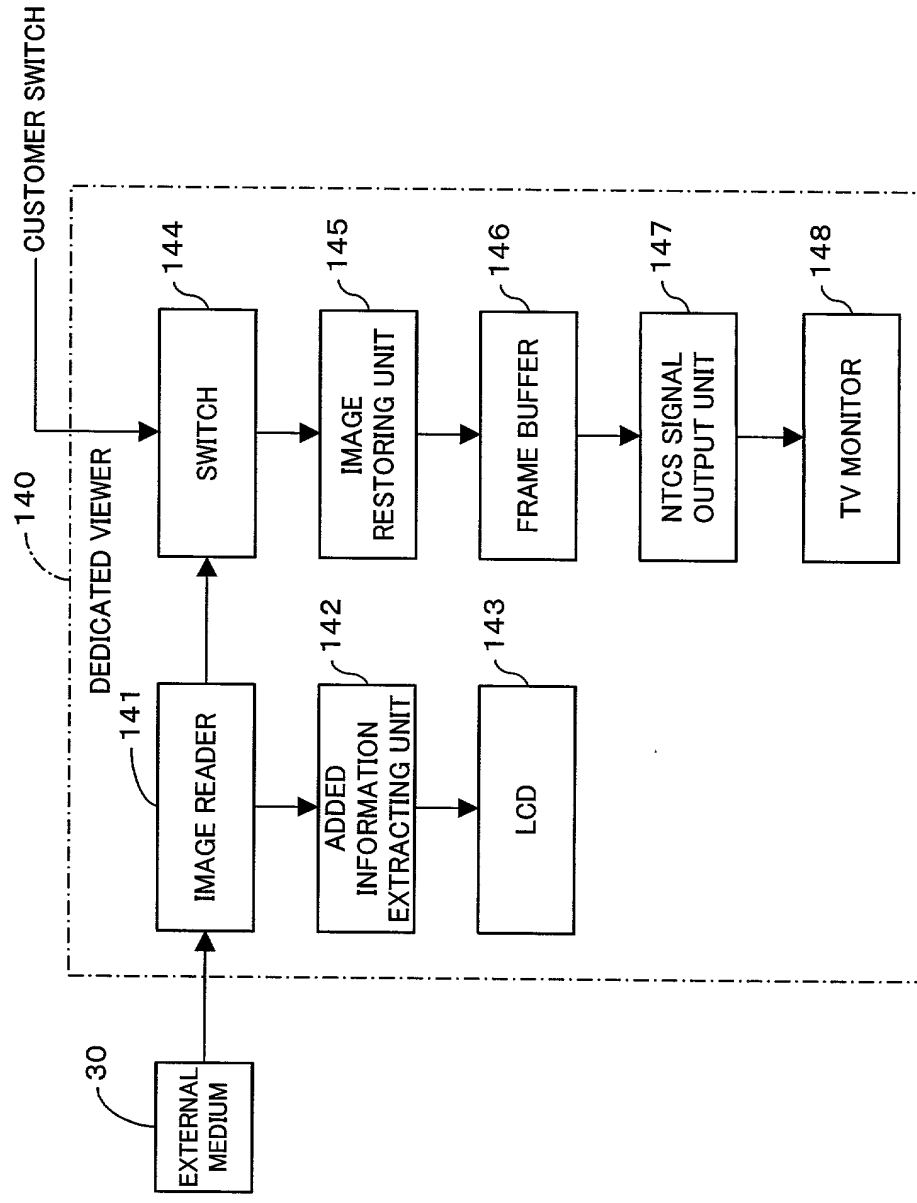 CUSTOMER SWITCH
140
DEDICATED VIEWER
30
EXTERNAL
MEDIUM
141
IMAGE READER
144
SWITCH
142
ADDED
INFORMATION
EXTRACTING UNIT
145
IMAGE
RESTORING UNIT
143
LCD
146
FRAME BUFFER
147
NTCS SIGNAL
OUTPUT UNIT
148
TV MONITOR